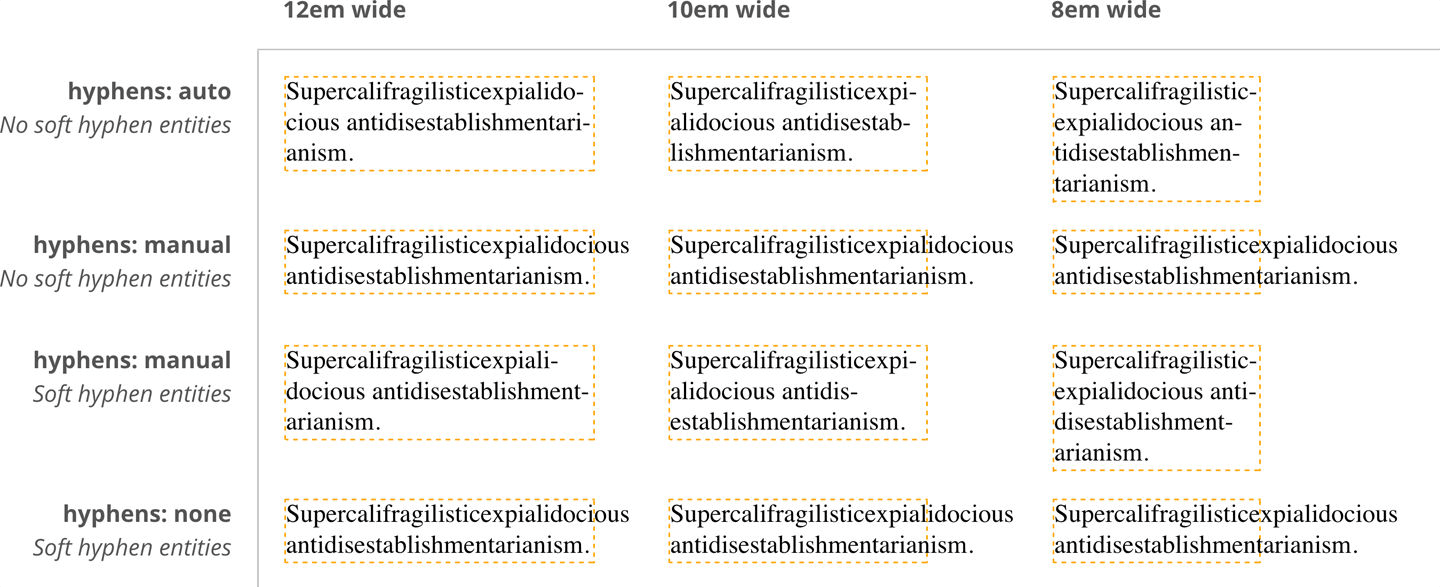 12em wide
10em wide
8em wide
hyphens: auto
No soft hyphen entities
Supercalifragilisticexpialido-
cious antidisestablishmentari-
anism.
Supercalifragilisticexpi-
alidocious antidisestab-
lishmentarianism.
Supercalifragilistic-
expialidocious an-
tidisestablishmen-
tarianism.
hyphens: manual
No soft hyphen entities
Supercalifragilisticexpialidocious
antidisestablishmentarianism.
Supercalifragilisticexpialidocious
antidisestablishmentarianism.
Supercalifragilisticexpialidocious
antidisestablishmentarianism.
hyphens: manual
Soft hyphen entities
Supercalifragilisticexpiali-
docious antidisestablishment-
arianism.
Supercalifragilisticexpi-
alidocious antidis-
establishmentarianism.
Supercalifragilistic-
expialidocious anti-
disestablishment-
arianism.
hyphens: none
Soft hyphen entities
Supercalifragilisticexpialidocious
antidisestablishmentarianism.
Supercalifragilisticexpialidocious
antidisestablishmentarianism.
Supercalifragilisticexpialidocious
antidisestablishmentarianism.